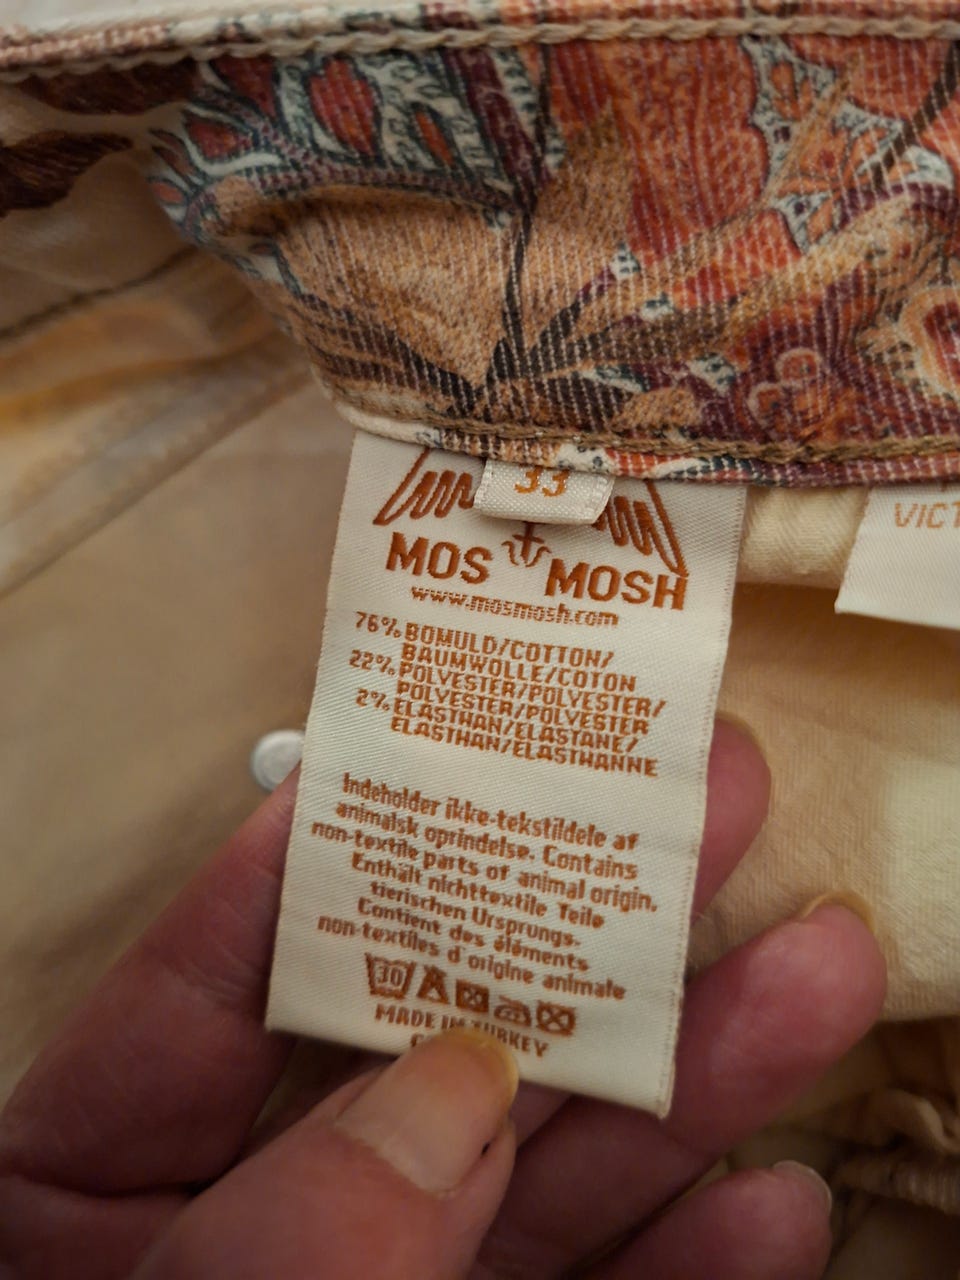 33
MOS MOSH
www.mosmosh.com
76% BOMULD/COTTON/
BAUMWOLLE/COTON
22% POLYESTER/POLYESTER/
POLYESTER/POLYESTER
2% ELASTHAN/ELASTANE/
ELASTHAN/ELASTHANNE
Indeholder ikke-tekstildele af
animalsk oprindelse. Contains
non-textile parts of animal origin.
Enthält nichttextile Teile
tierischen Ursprungs.
Contient des éléments
non-textiles d'origine animale
30
MADE IN TURKEY
VICT